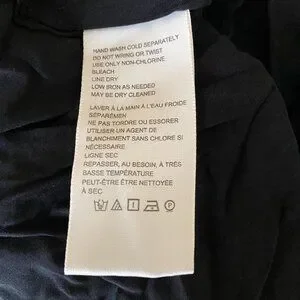 HAND WASH COLD SEPARATELY
DO NOT WRING OR TWIST
USE ONLY NON-CHLORINE
BLEACH
LINE DRY
LOW IRON AS NEEDED
MAY BE DRY CLEANED
LAVER À LA MAIN À L'EAU FROIDE
SÉPARÉMEN
NE PAS TORDRE OU ESSORER
UTILISER UN AGENT DE
BLANCHIMENT SANS CHLORE SI
NÉCESSAIRE
LIGNE SEC
REPASSER, AU BESOIN, À TRÈS
BASSE TEMPÉRATURE
PEUT-ÊTRE ÊTRE NETTOYÉE
À SEC
P